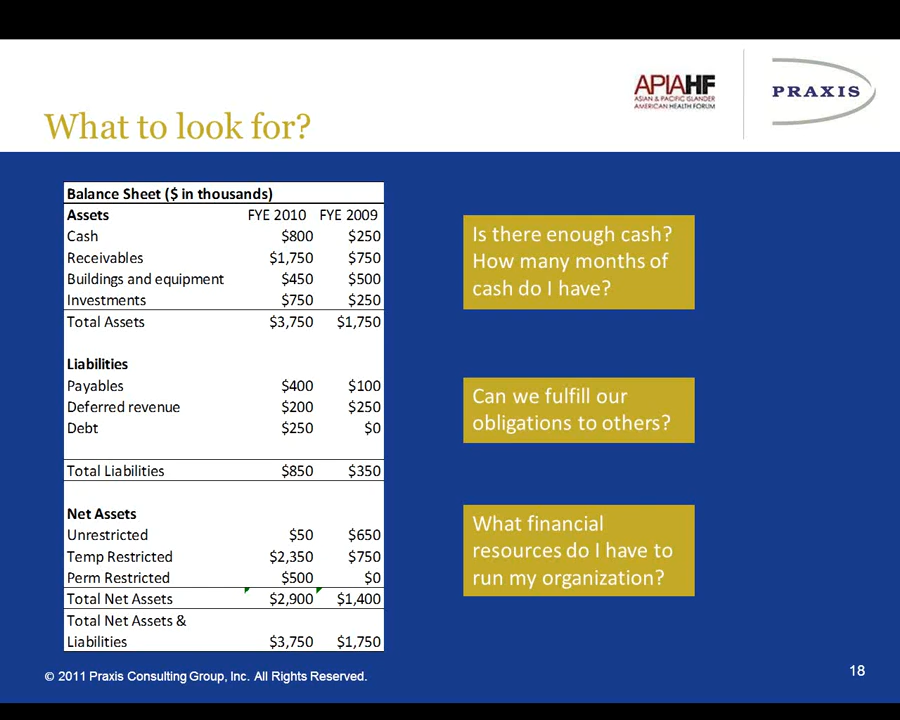 APIAHF
ASIAN & PACIFIC ISLANDER
AMERICAN HEALTH FORUM
PRAXIS
What to look for?
Balance Sheet ($ in thousands)
Assets FYE 2010 FYE 2009
Cash $800 $250
Receivables $1,750 $750
Buildings and equipment $450 $500
Investments $750 $250
Total Assets $3,750 $1,750
Liabilities
Payables $400 $100
Deferred revenue $200 $250
Debt $250 $0
Total Liabilities $850 $350
Net Assets
Unrestricted $50 $650
Temp Restricted $2,350 $750
Perm Restricted $500 $0
Total Net Assets $2,900 $1,400
Total Net Assets &
Liabilities $3,750 $1,750
Is there enough cash?
How many months of
cash do I have?
Can we fulfill our
obligations to others?
What financial
resources do I have to
run my organization?
© 2011 Praxis Consulting Group, Inc. All Rights Reserved.
18